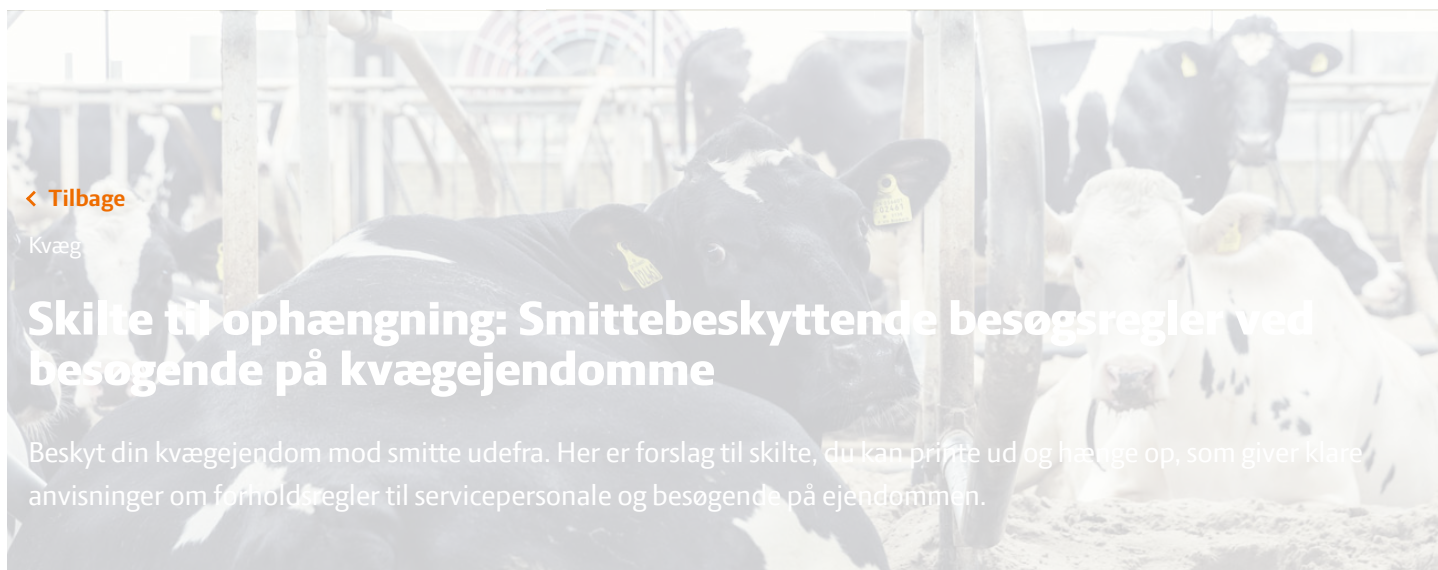 Tilbage
Kvæg
Skilte til ophængning: Smittebeskyttende besøgsregler ved
besøgende på kvægejendomme
Beskyt din kvægejendom mod smitte udefra. Her er forslag til skilte, du kan printe ud og hænge op, som giver klare
anvisninger om forholdsregler til servicepersonale og besøgende på ejendommen.